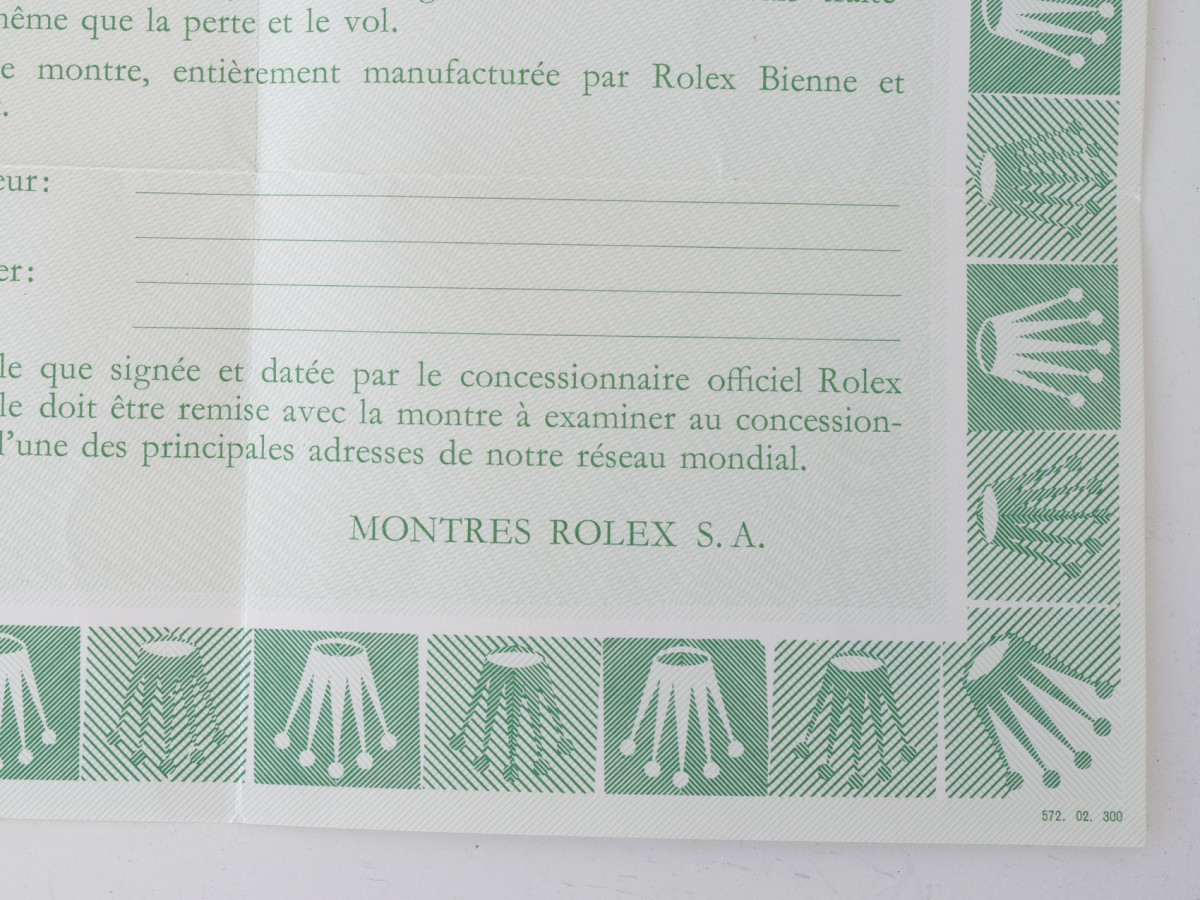 même que la perte et le vol.
e montre, entièrement manufacturée par Rolex Bienne et
eur:
er:
le que signée et datée par le concessionnaire officiel Rolex
le doit être remise avec la montre à examiner au concession-
l'une des principales adresses de notre réseau mondial.
MONTRES ROLEX S. A.
572. 02. 300